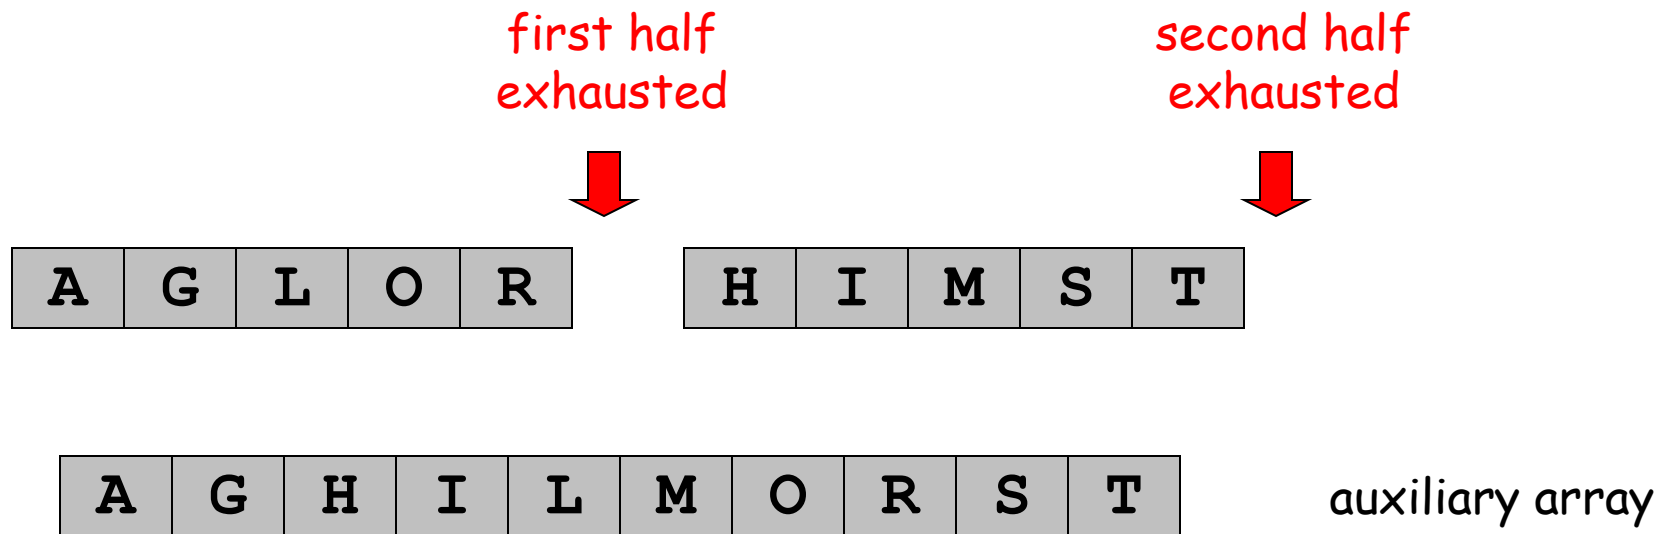 first half
exhausted
second half
exhausted
A G L O R
H I M S T
A G H I L M O R S T
auxiliary array